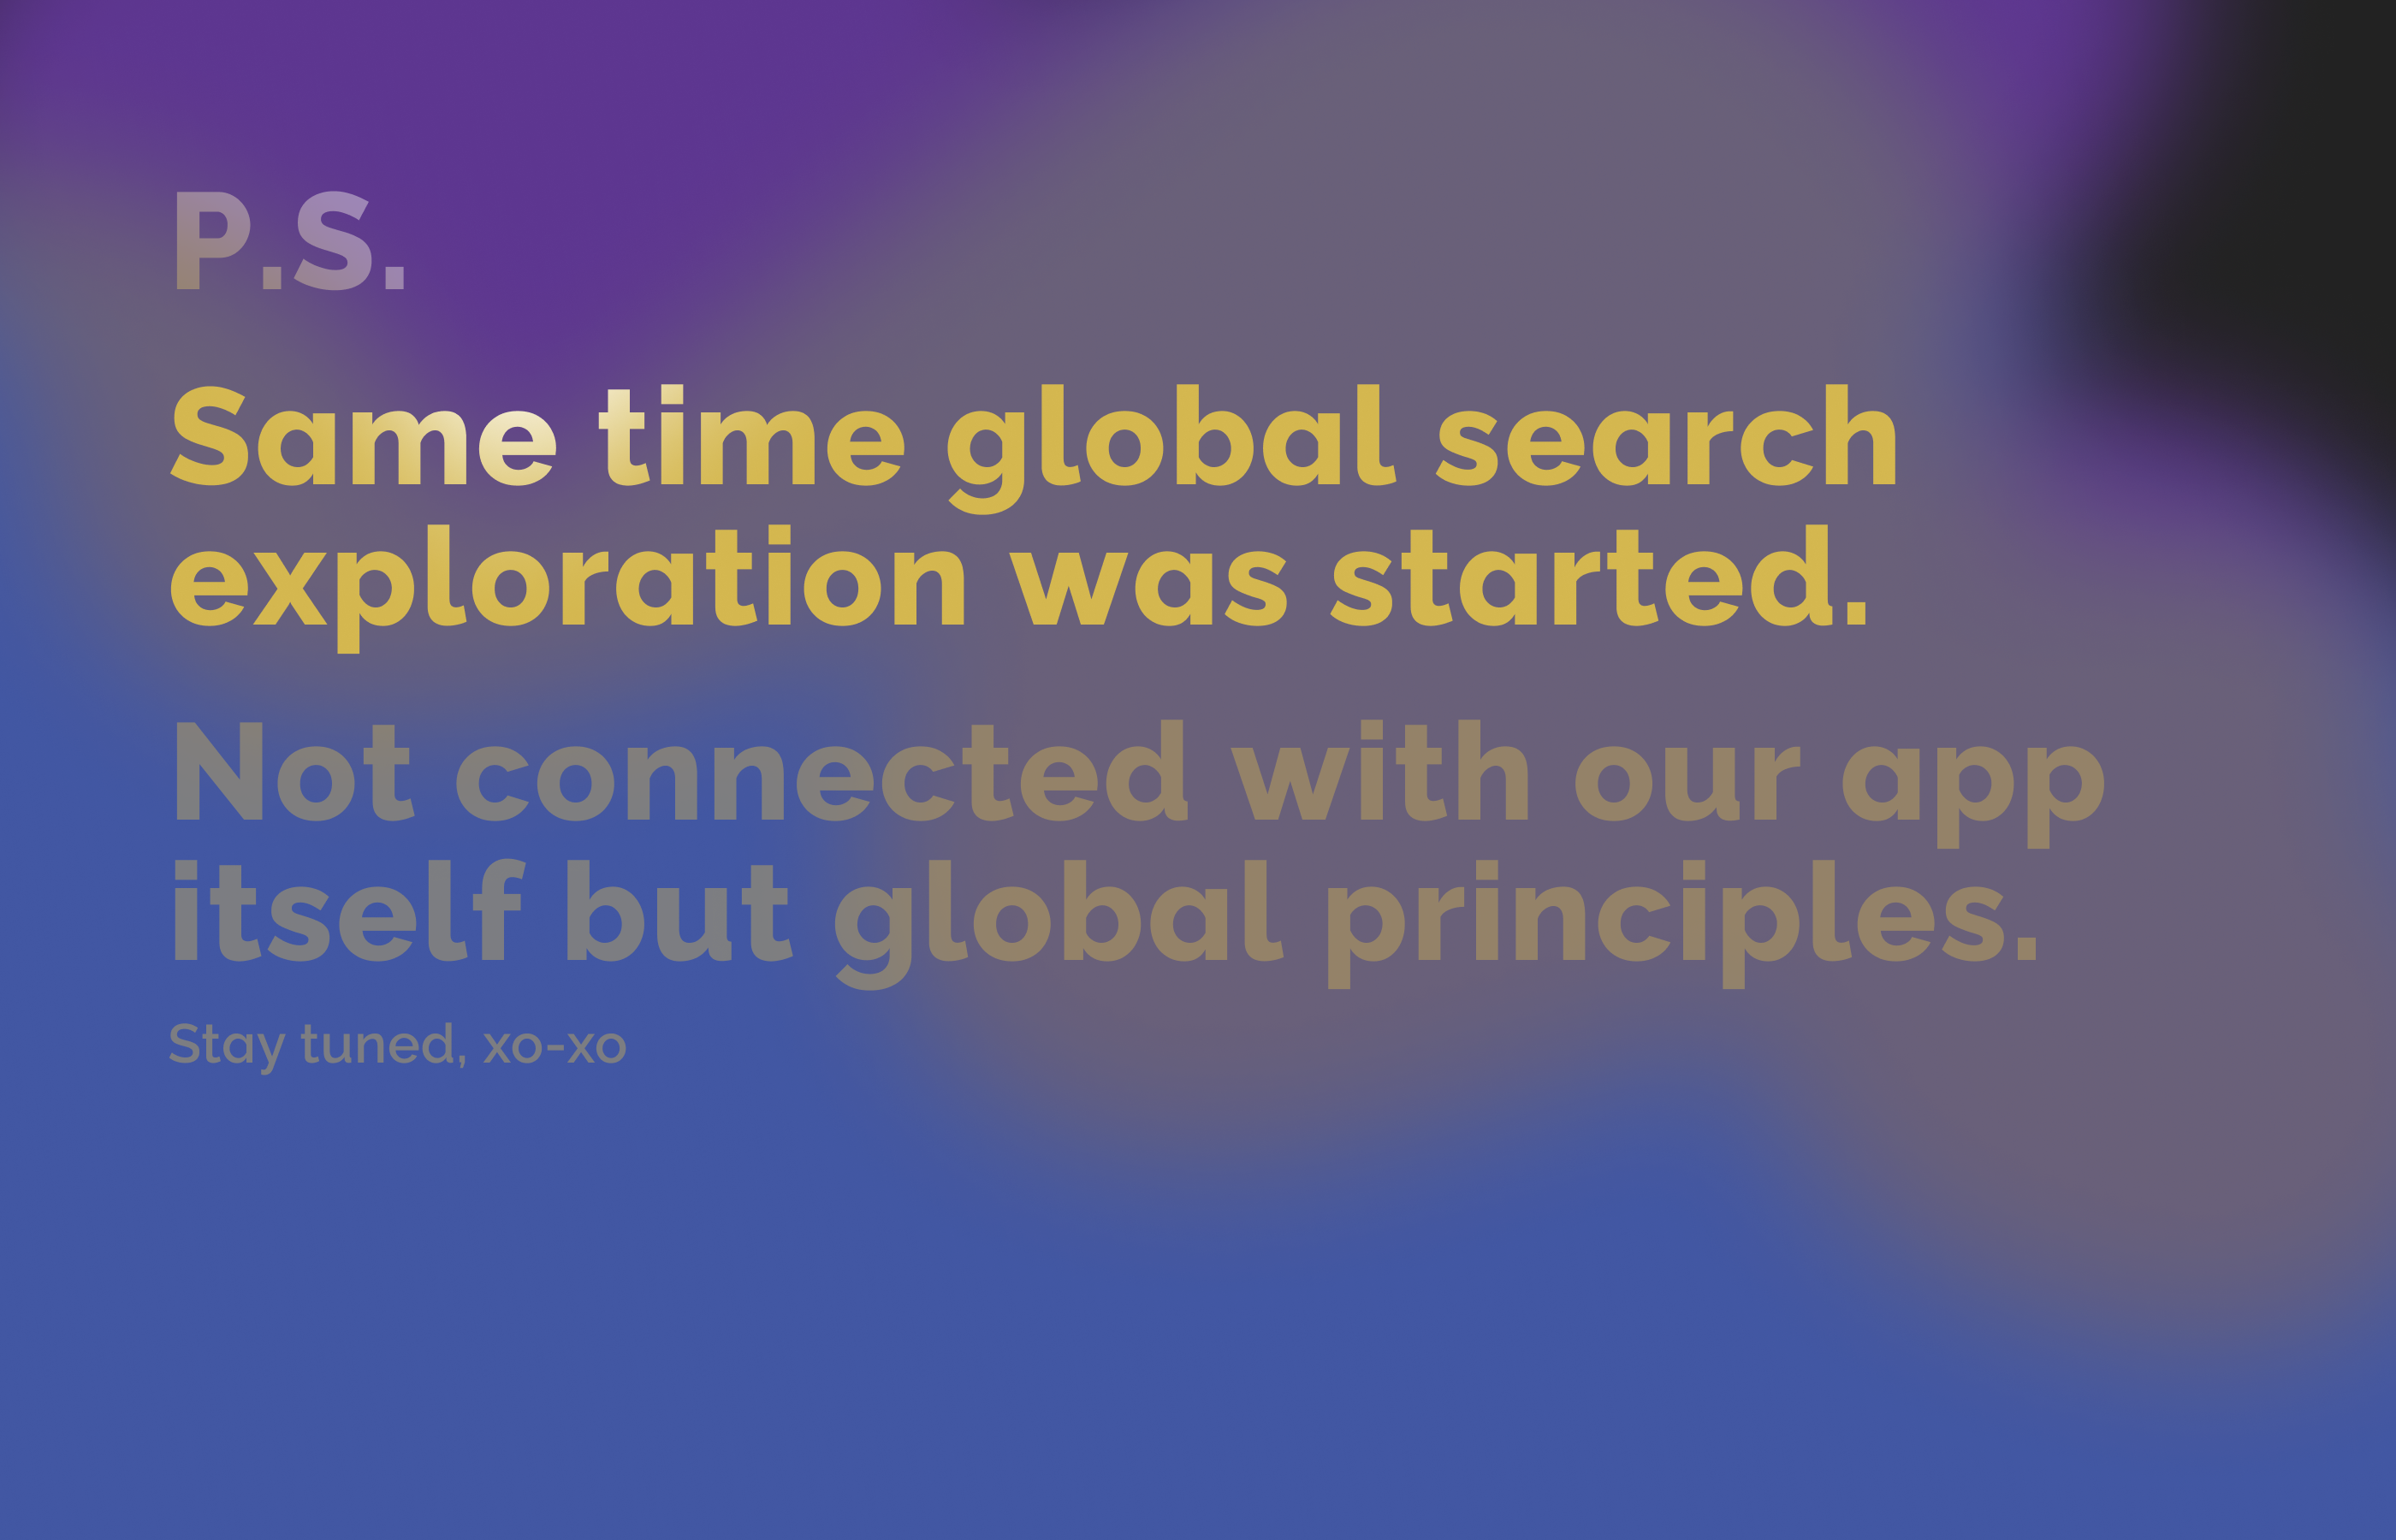 P.S.
Same time global search
exploration was started.
Not connected with our app
itself but global principles.
Stay tuned, xo-xo